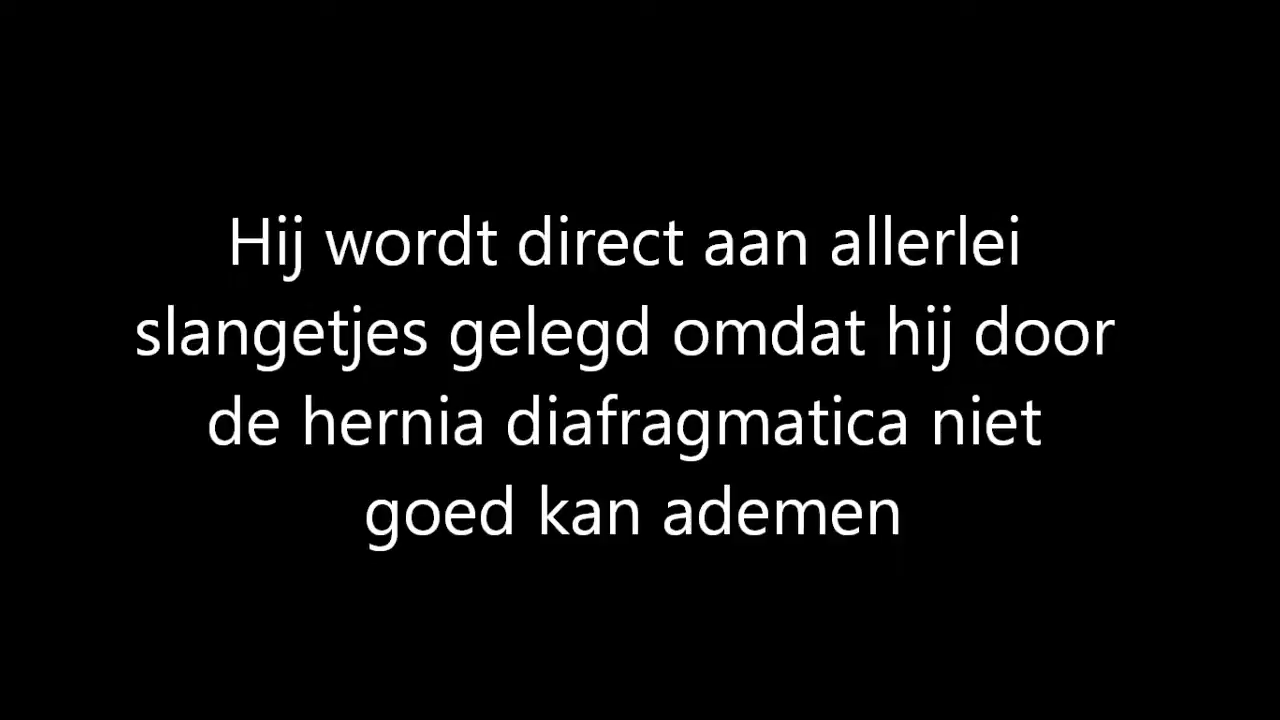 Hij wordt direct aan allerlei
slangetjes gelegd omdat hij door
de hernia diafragmatica niet
goed kan ademen